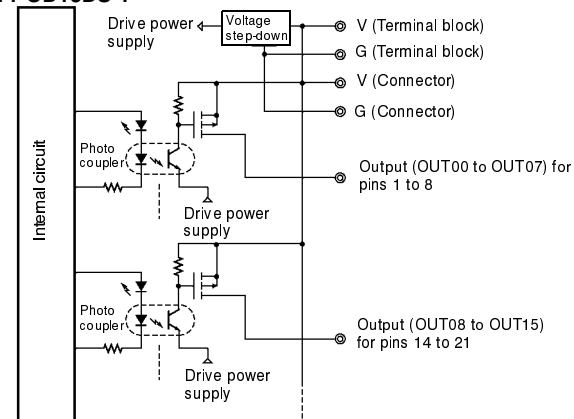 Drive power
supply
Voltage
step-down
V (Terminal block)
G (Terminal block)
V (Connector)
G (Connector)
Internal circuit
Photo
coupler
Output (OUT00 to OUT07) for
pins 1 to 8
Drive power
supply
Photo
coupler
Output (OUT08 to OUT15)
for pins 14 to 21
Drive power
supply